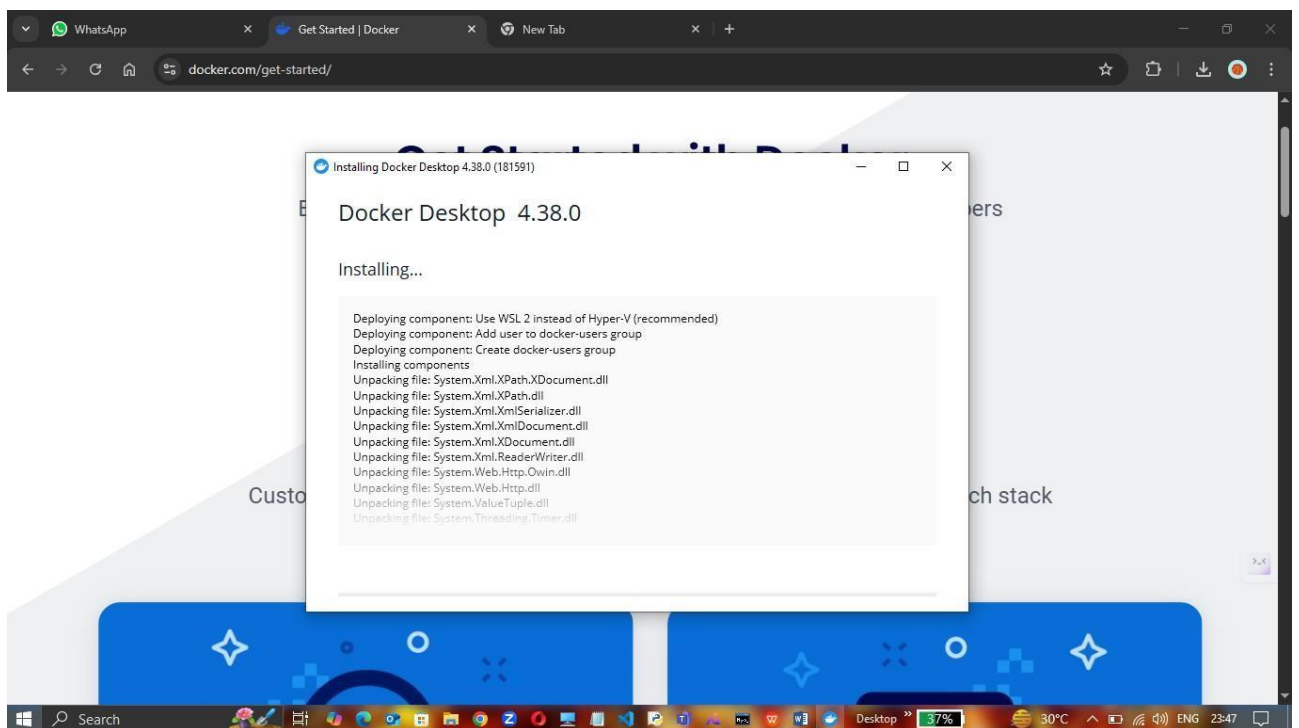 WhatsApp
Get Started | Docker
New Tab
docker.com/get-started/
Installing Docker Desktop 4.38.0 (181591)
Docker Desktop 4.38.0
Installing...
Deploying component: Use WSL 2 instead of Hyper-V (recommended)
Deploying component: Add user to docker-users group
Deploying component: Create docker-users group
Installing components
Unpacking file: System.Xml.XPath.XDocument.dll
Unpacking file: System.Xml.XPath.dll
Unpacking file: System.Xml.XmlSerializer.dll
Unpacking file: System.Xml.XmlDocument.dll
Unpacking file: System.Xml.XDocument.dll
Unpacking file: System.Xml.ReaderWriter.dll
Unpacking file: System.Web.Http.Owin.dll
Unpacking file: System.Web.Http.dll
Unpacking file: System.ValueTuple.dll
Unpacking file: System.Threading.Timer.dll
Custo
ch stack
Search
Desktop
37%
30°C
ENG
23:47